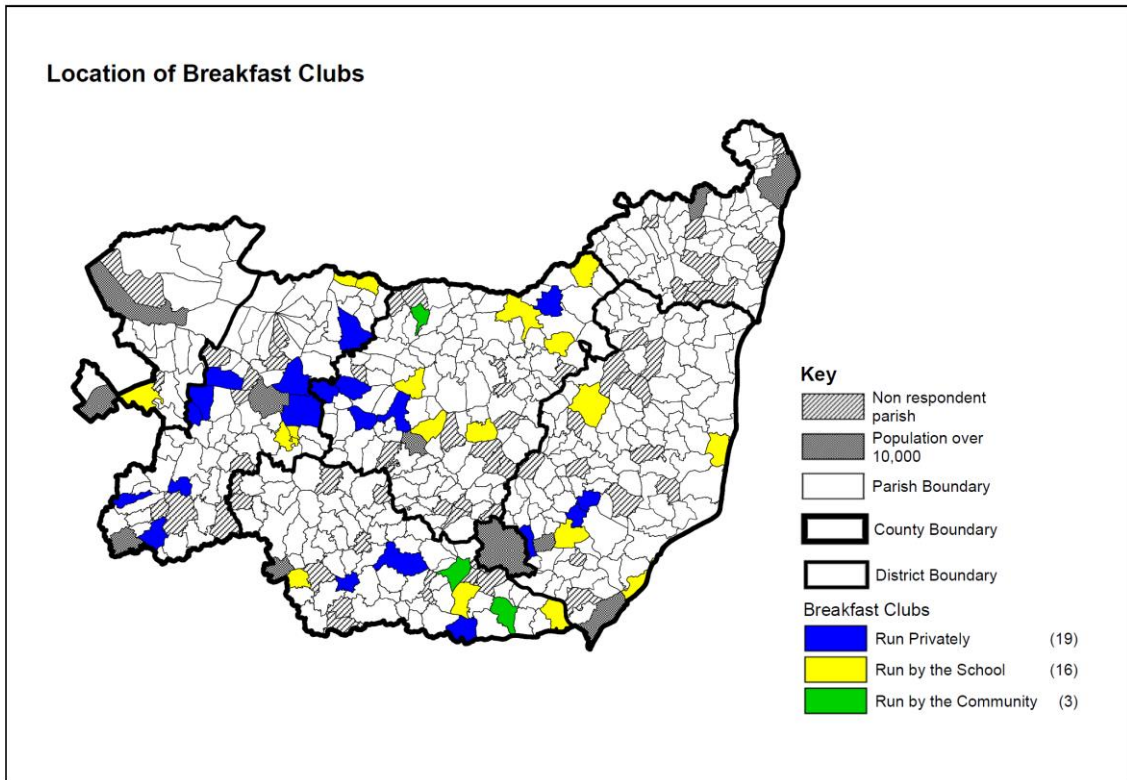 Location of Breakfast Clubs
Key
Non respondent
parish
Population over
10,000
Parish Boundary
County Boundary
District Boundary
Breakfast Clubs
Run Privately (19)
Run by the School (16)
Run by the Community (3)